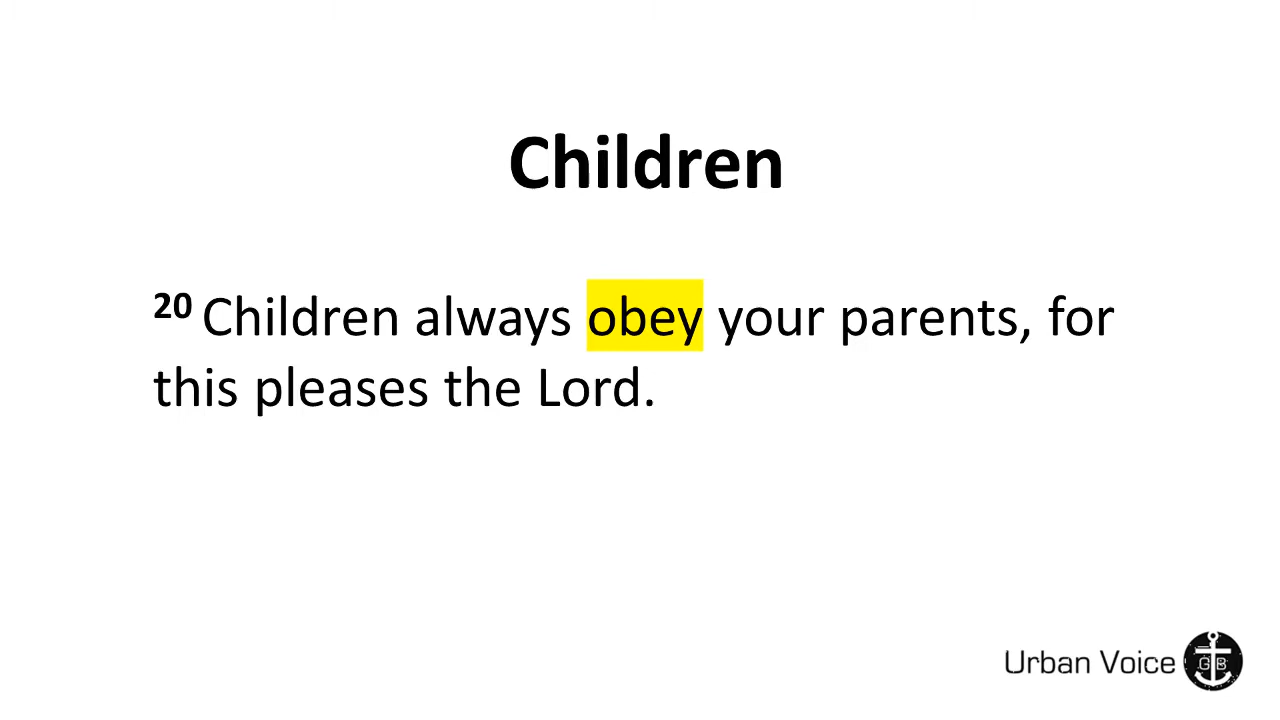 Children
20 Children always obey your parents, for
this pleases the Lord.
Urban Voice
G B